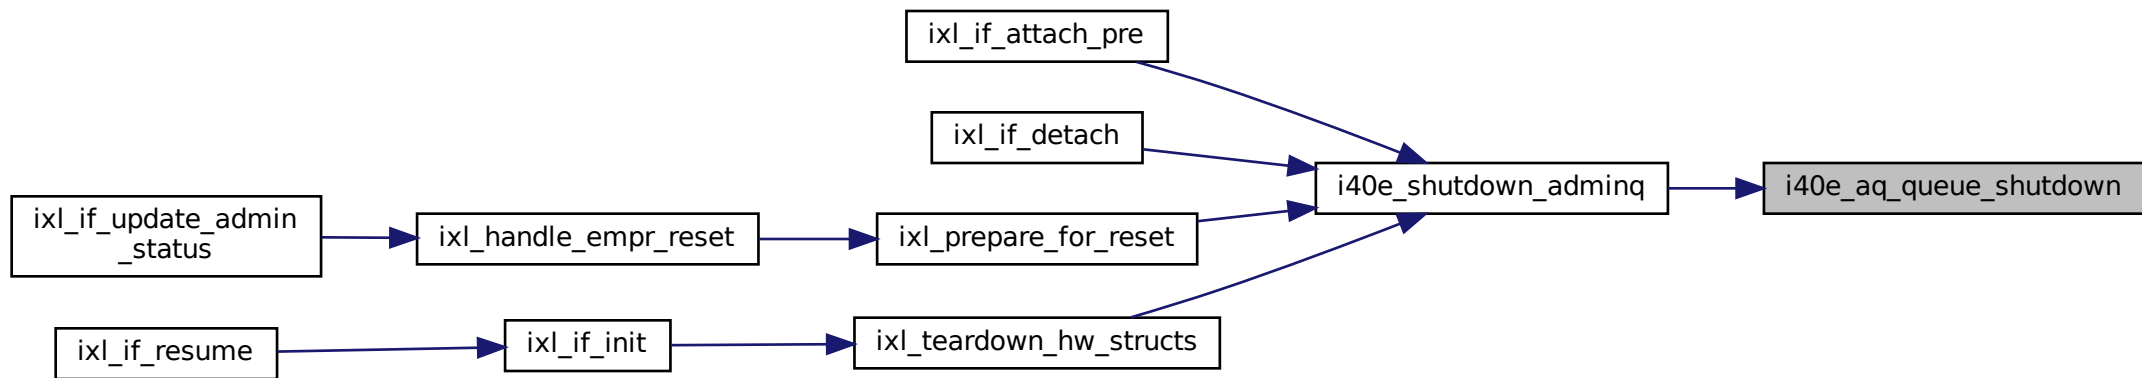 ixl_if_attach_pre
ixl_if_detach
i40e_shutdown_adminq
i40e_aq_queue_shutdown
ixl_if_update_admin
_status
ixl_handle_empr_reset
ixl_prepare_for_reset
ixl_if_resume
ixl_if_init
ixl_teardown_hw_structs